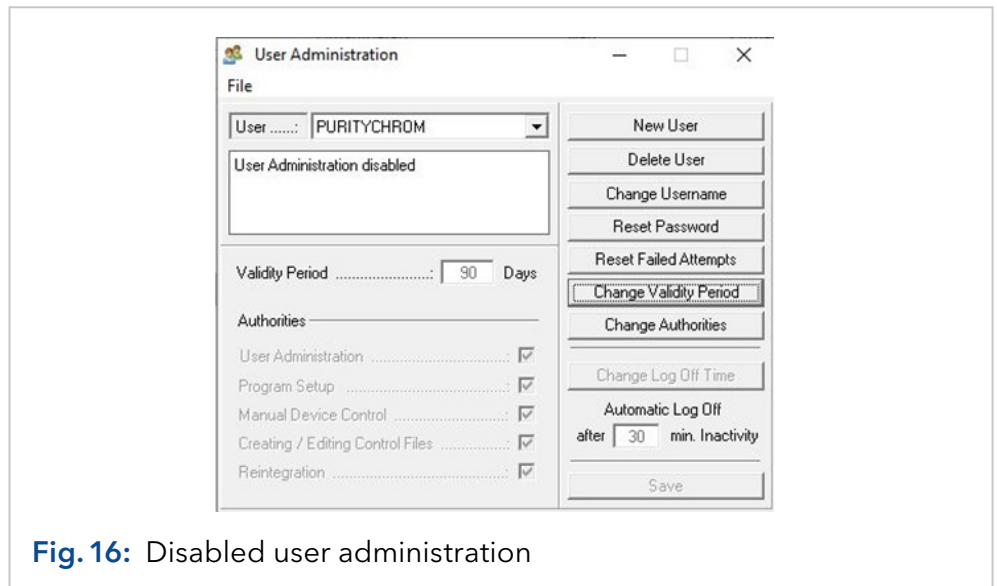 User Administration
File
User ......: PURITYCHROM
User Administration disabled
Validity Period ......................: 90 Days
Authorities
User Administration ..............................: 
Program Setup ...................................: 
Manual Device Control .........................: 
Creating / Editing Control Files ...............: 
Reintegration ......................................: 
New User
Delete User
Change Username
Reset Password
Reset Failed Attempts
Change Validity Period
Change Authorities
Change Log Off Time
Automatic Log Off
after 30 min. Inactivity
Save
Fig. 16: Disabled user administration